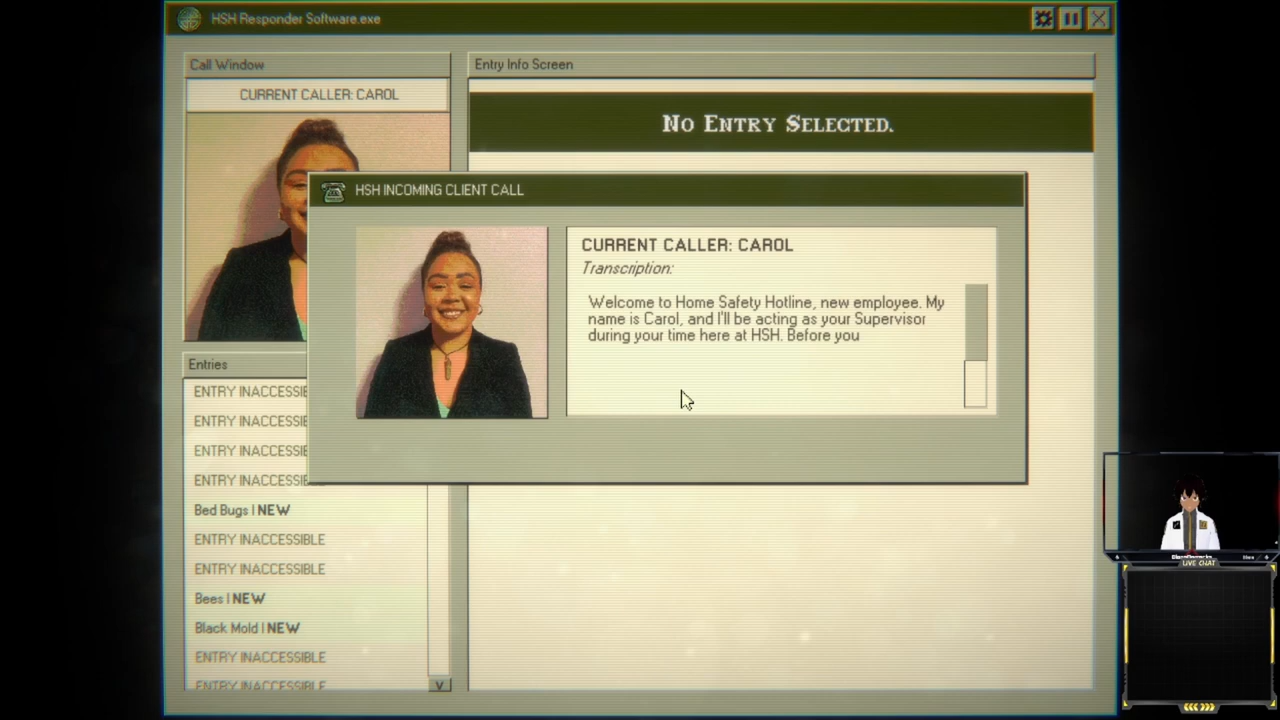 HSH Responder Software.exe
Call Window
CURRENT CALLER: CAROL
Entry Info Screen
NO ENTRY SELECTED.
HSH INCOMING CLIENT CALL
CURRENT CALLER: CAROL
Transcription:
Welcome to Home Safety Hotline, new employee. My
name is Carol, and I'll be acting as your Supervisor
during your time here at HSH. Before you
Entries
ENTRY INACCESSIB
ENTRY INACCESSIB
ENTRY INACCESSIB
ENTRY INACCESSIB
Bed Bugs | NEW
ENTRY INACCESSIBLE
ENTRY INACCESSIBLE
Bees | NEW
Black Mold | NEW
ENTRY INACCESSIBLE
ENTRY INACCESSIBLE
V
LIVE CHAT